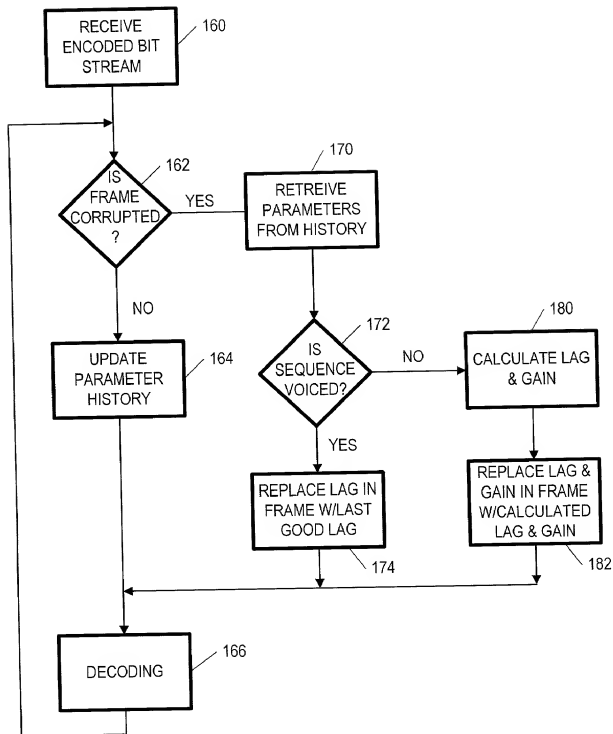 RECEIVE
ENCODED BIT
STREAM
160
IS
FRAME
CORRUPTED
?
162
YES
NO
170
RETREIVE
PARAMETERS
FROM HISTORY
UPDATE
PARAMETER
HISTORY
164
172
IS
SEQUENCE
VOICED?
NO
YES
180
CALCULATE LAG
& GAIN
REPLACE LAG IN
FRAME W/LAST
GOOD LAG
174
REPLACE LAG &
GAIN IN FRAME
W/CALCULATED
LAG & GAIN
182
DECODING
166